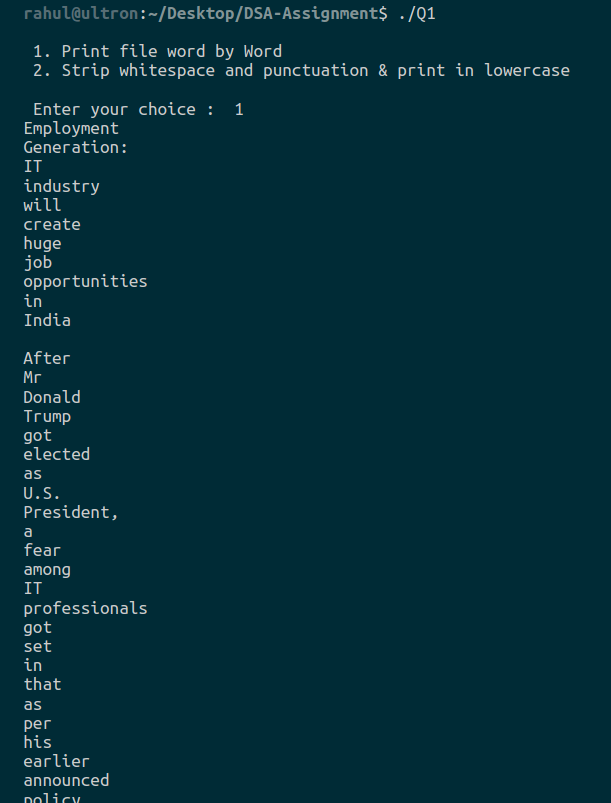 rahul@ultron:~/Desktop/DSA-Assignment$ ./Q1
1. Print file word by Word
2. Strip whitespace and punctuation & print in lowercase
Enter your choice :  1
Employment
Generation:
IT
industry
will
create
huge
job
opportunities
in
India
After
Mr
Donald
Trump
got
elected
as
U.S.
President,
a
fear
among
IT
professionals
got
set
in
that
as
per
his
earlier
announced
policy